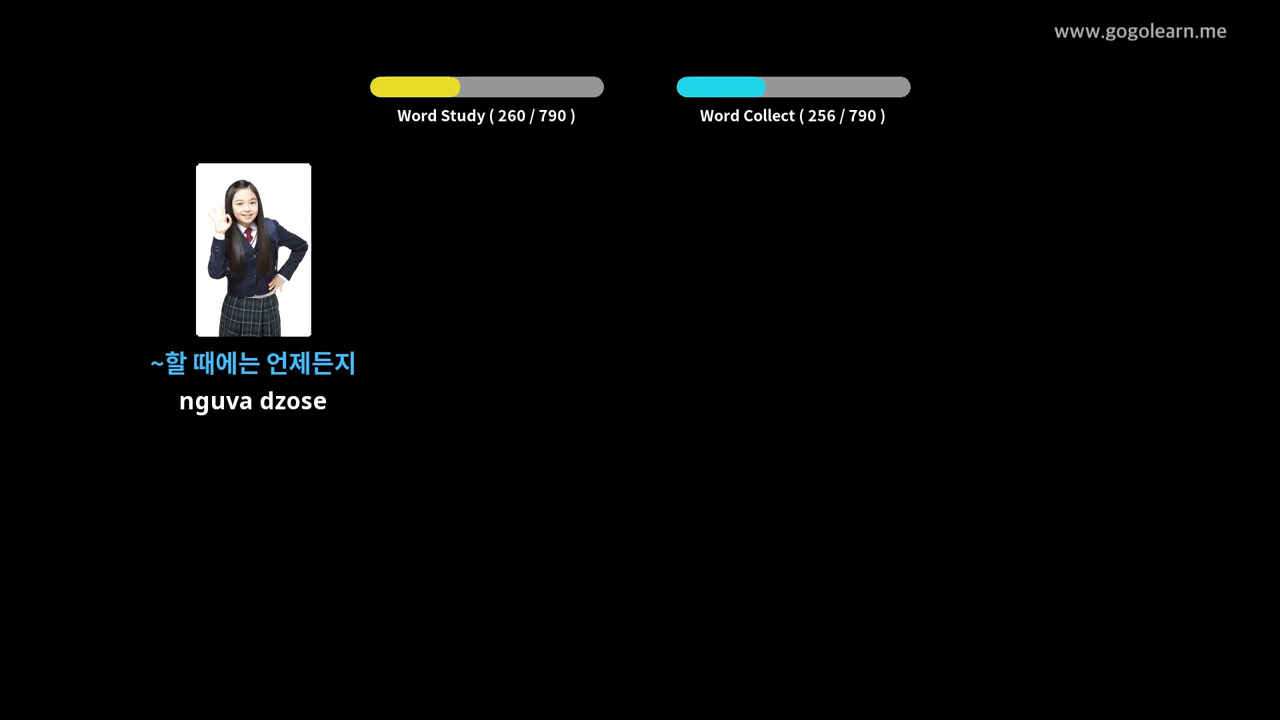 www.gogolearn.me
Word Study ( 260 / 790 )
Word Collect ( 256 / 790 )
~할 때에는 언제든지
nguva dzose